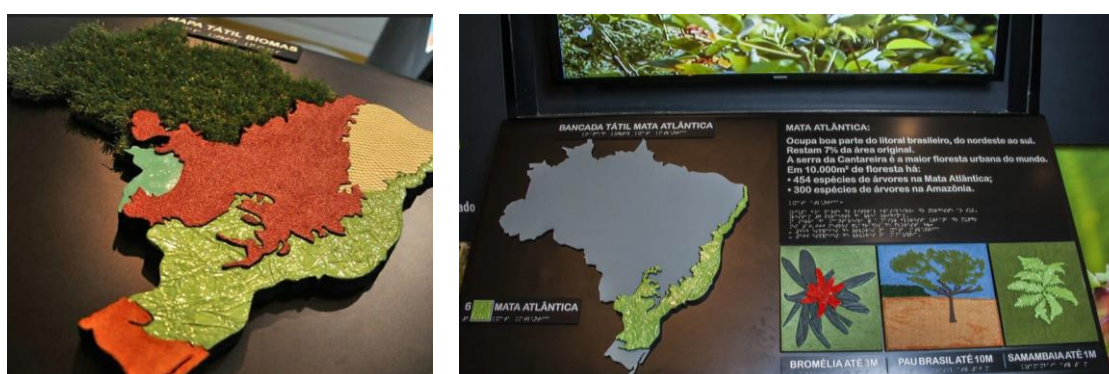 MAPA TÁTIL BIOMAS
BANCADA TÁTIL MATA ATLÂNTICA
MATA ATLÂNTICA:
Ocupa boa parte do litoral brasileiro, do nordeste ao sul.
Restam 7% da área original.
A serra da Cantareira é a maior floresta urbana do mundo.
Em 10.000m² de floresta há:
• 454 espécies de árvores na Mata Atlântica;
• 300 espécies de árvores na Amazônia.
6 MATA ATLÂNTICA
BROMÉLIA ATÉ 3M
PAU BRASIL ATÉ 10M
SAMAMBAIA ATÉ 1M